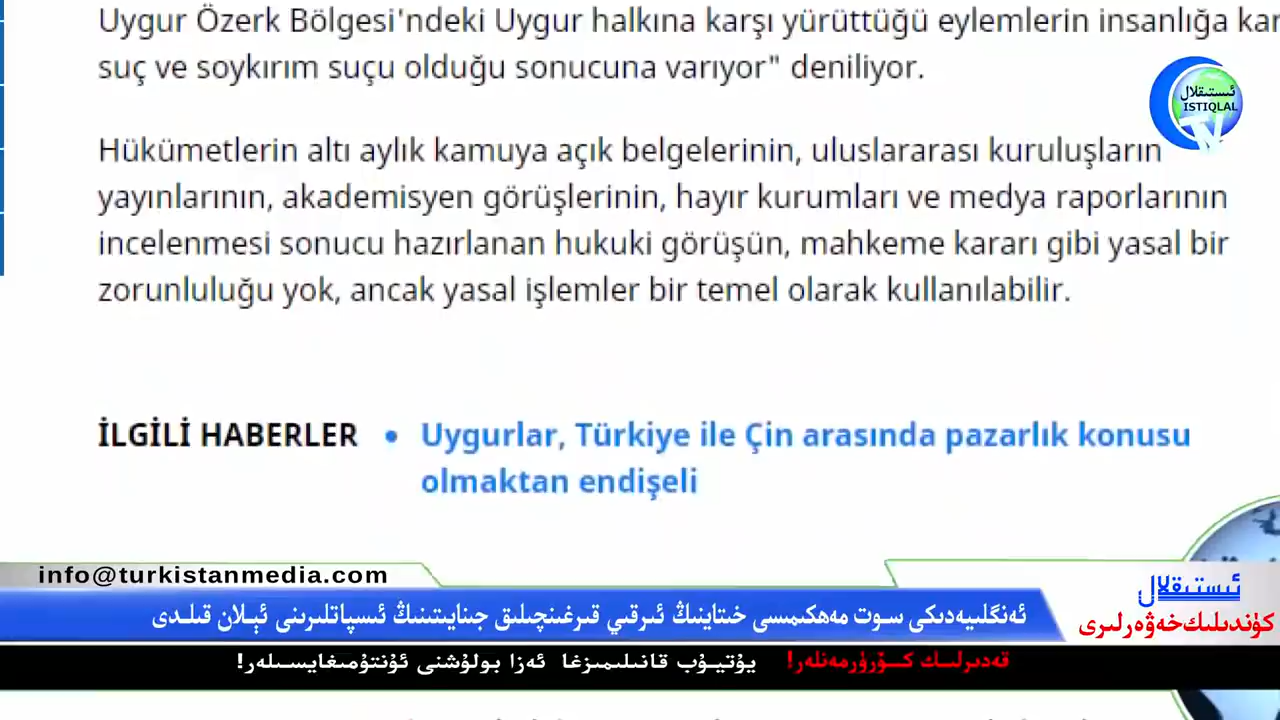 Uygur Özerk Bölgesi'ndeki Uygur halkına karşı yürüttüğü eylemlerin insanlığa
suç ve soykırım suçu olduğu sonucuna varıyor" deniliyor.
ئىستىقلال
ISTIQLAL
TV
Hükümetlerin altı aylık kamuya açık belgelerinin, uluslararası kuruluşların
yayınlarının, akademisyen görüşlerinin, hayır kurumları ve medya raporlarının
incelenmesi sonucu hazırlanan hukuki görüşün, mahkeme kararı gibi yasal bir
zorunluluğu yok, ancak yasal işlemler bir temel olarak kullanılabilir.
İLGİLİ HABERLER • Uygurlar, Türkiye ile Çin arasında pazarlık konusu
olmaktan endişeli
info@turkistanmedia.com
ئىستىقلال
كۈندىلىك خەۋەرلىرى
ئەنگلىيەدىكى سوت مەھكىمىسى خىتاينىڭ ئىرقىي قىرغىنچىلىق جىنايىتىنىڭ ئىسپاتلىرىنى ئېلان قىلدى
قەدىرلىك كۆرۈرمەنلەر! يۇتيۇب قانىلىمىزغا ئەزا بولۇشنى ئۇنتۇمىغايسىلەر!